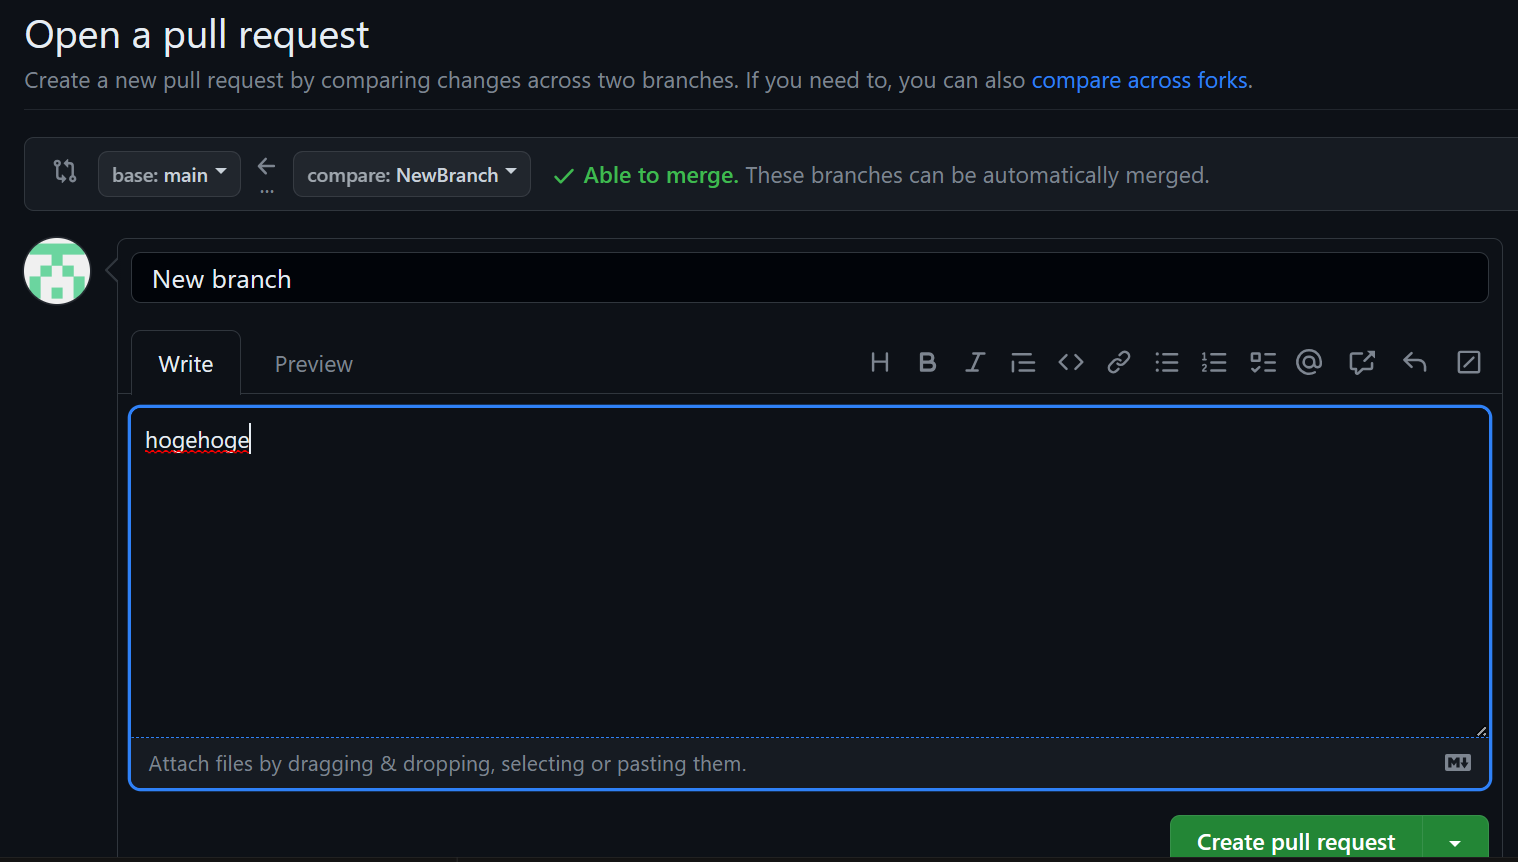 Open a pull request
Create a new pull request by comparing changes across two branches. If you need to, you can also compare across forks.
base: main
compare: NewBranch
Able to merge. These branches can be automatically merged.
New branch
Write Preview
hogehoge
Attach files by dragging & dropping, selecting or pasting them.
Create pull request